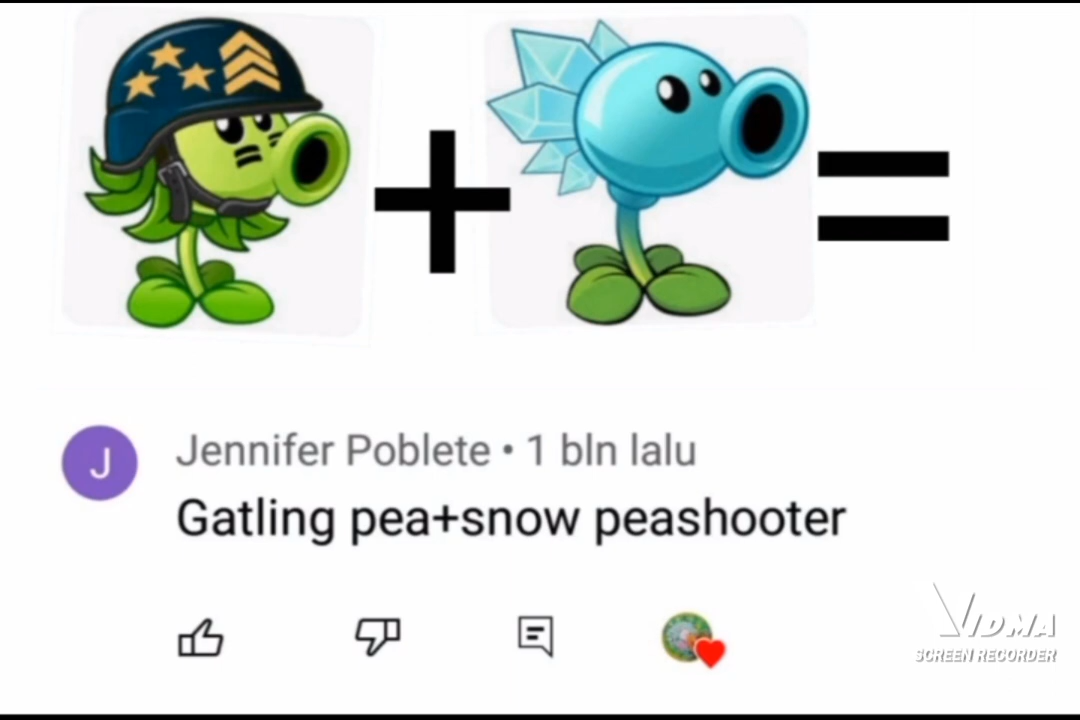 +
=
J
Jennifer Poblete • 1 bln lalu
Gatling pea+snow peashooter
VIDMA
SCREEN RECORDER